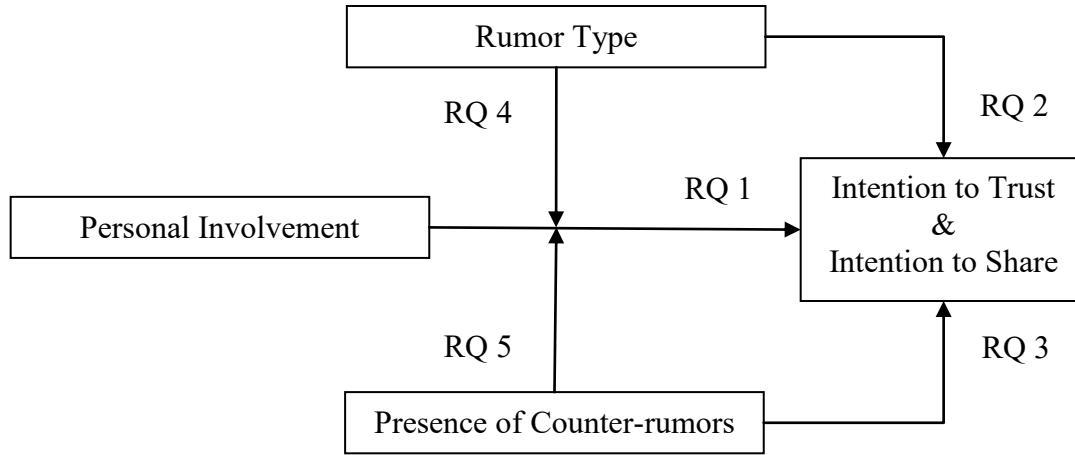 Rumor Type
RQ 4
RQ 2
RQ 1
Personal Involvement
Intention to Trust
&
Intention to Share
RQ 5
RQ 3
Presence of Counter-rumors